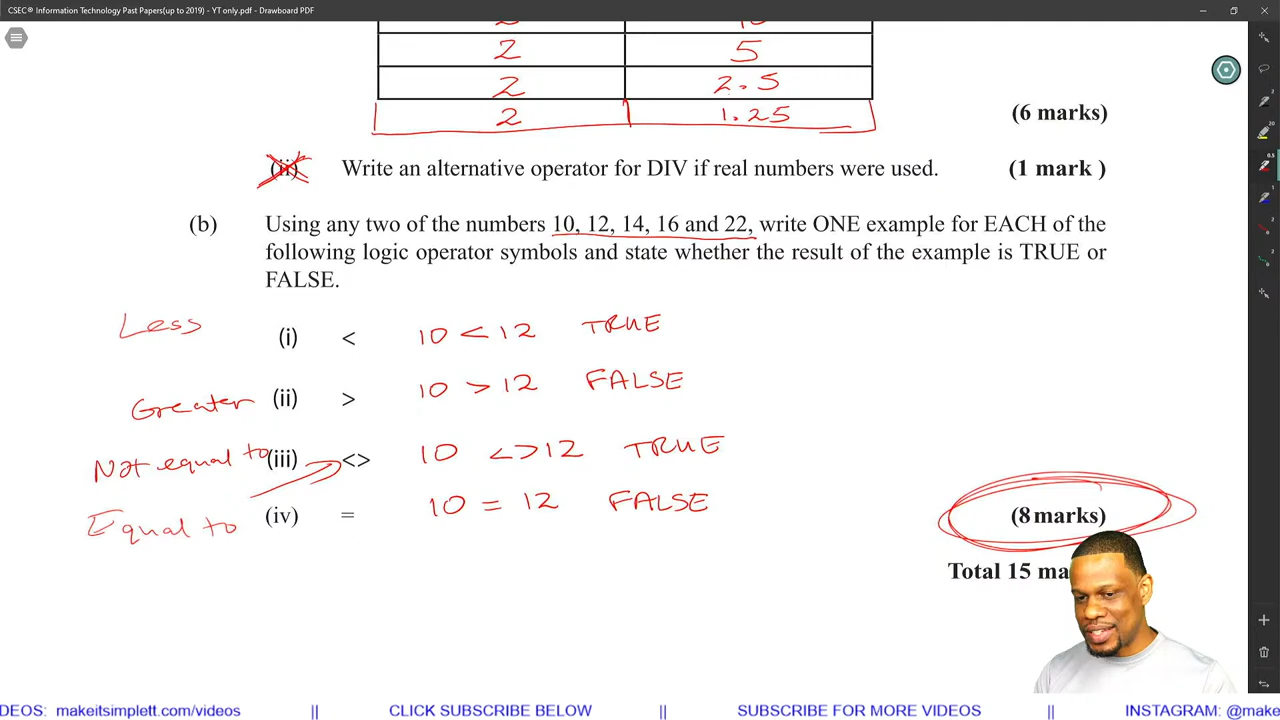 CSEC® Information Technology Past Papers(up to 2019) - YT only.pdf - Drawboard PDF
2 5
2 2.5
2 1.25
(6 marks)
(ii) Write an alternative operator for DIV if real numbers were used. (1 mark )
(b) Using any two of the numbers 10, 12, 14, 16 and 22, write ONE example for EACH of the
following logic operator symbols and state whether the result of the example is TRUE or
FALSE.
Less (i) < 10 < 12 TRUE
Greater (ii) > 10 > 12 FALSE
Not equal to (iii) <> 10 <> 12 TRUE
Equal to (iv) = 10 = 12 FALSE
(8 marks)
Total 15 ma
DEOS: makeitsimplett.com/videos || CLICK SUBSCRIBE BELOW || SUBSCRIBE FOR MORE VIDEOS || INSTAGRAM: @make